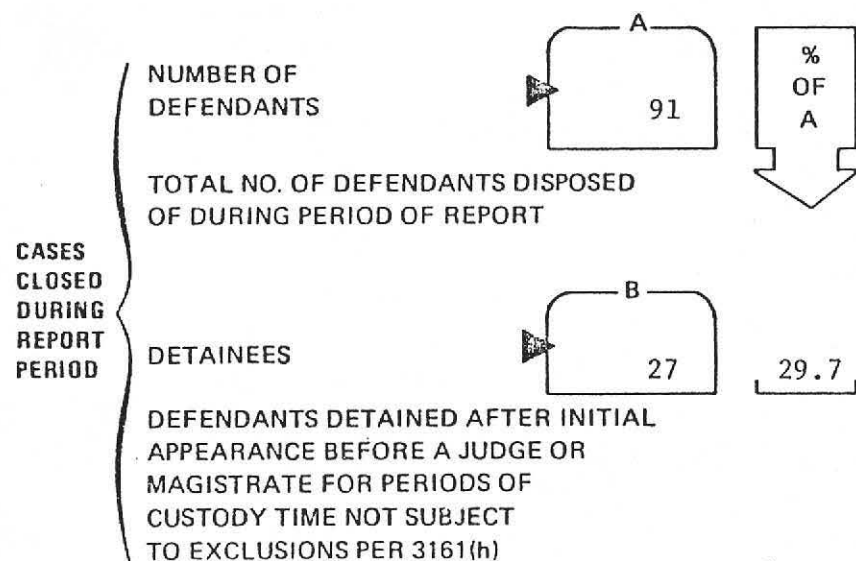 A
NUMBER OF
DEFENDANTS
91
%
OF
A
TOTAL NO. OF DEFENDANTS DISPOSED
OF DURING PERIOD OF REPORT
CASES
CLOSED
DURING
REPORT
PERIOD
B
DETAINEES
27
29.7
DEFENDANTS DETAINED AFTER INITIAL
APPEARANCE BEFORE A JUDGE OR
MAGISTRATE FOR PERIODS OF
CUSTODY TIME NOT SUBJECT
TO EXCLUSIONS PER 3161(h)